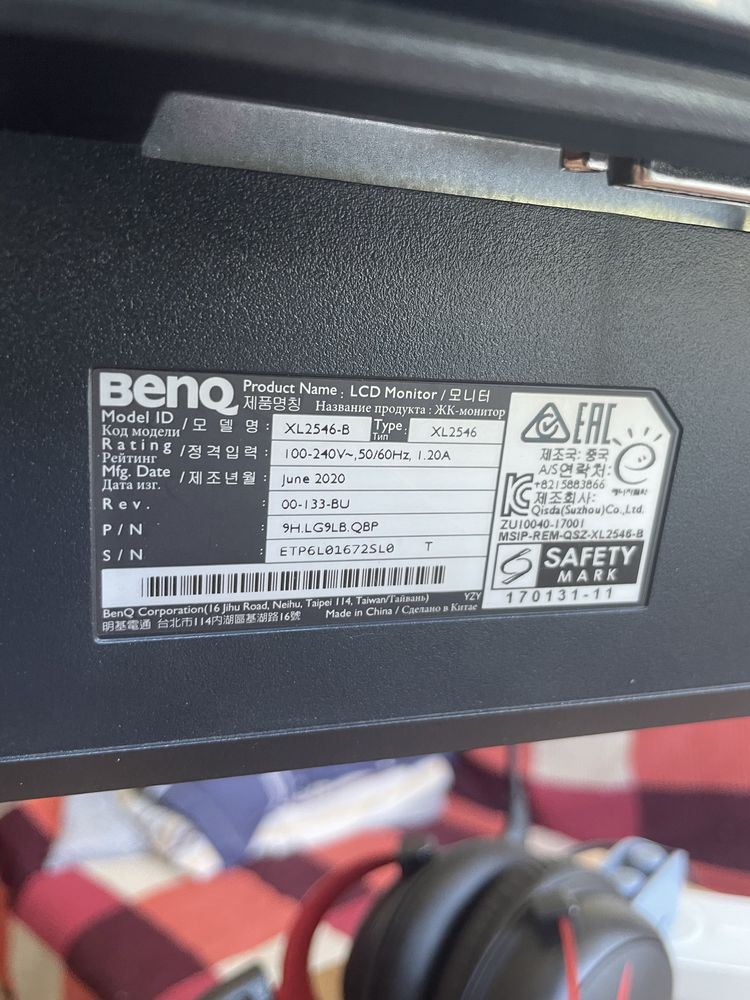 BenQ
Product Name : LCD Monitor / 모니터
제품명칭 Название продукта : ЖК-монитор
Model ID / 모 델 명 : XL2546-B Type : XL2546
Код модели Тип
Rating / 정격입력 : 100-240V~,50/60Hz, 1.20A
Рейтинг
Mfg. Date / 제조년월 : June 2020
Дата изг.
Rev. 00-133-BU
P/N 9H.LG9LB.QBP
S/N ETP6L01672SL0 T
BenQ Corporation(16 Jihu Road, Neihu, Taipei 114, Taiwan/Тайвань) YZY
明基電通 台北市114內湖區基湖路16號 Made in China / Сделано в Китае
EAC
제조국: 중국
A/S연락처:
+8215883866
제조회사:
Qisda(Suzhou)Co.,Ltd.
에너지절약
ZU10040-17001
MSIP-REM-QSZ-XL2546-B
SAFETY
MARK
170131-11